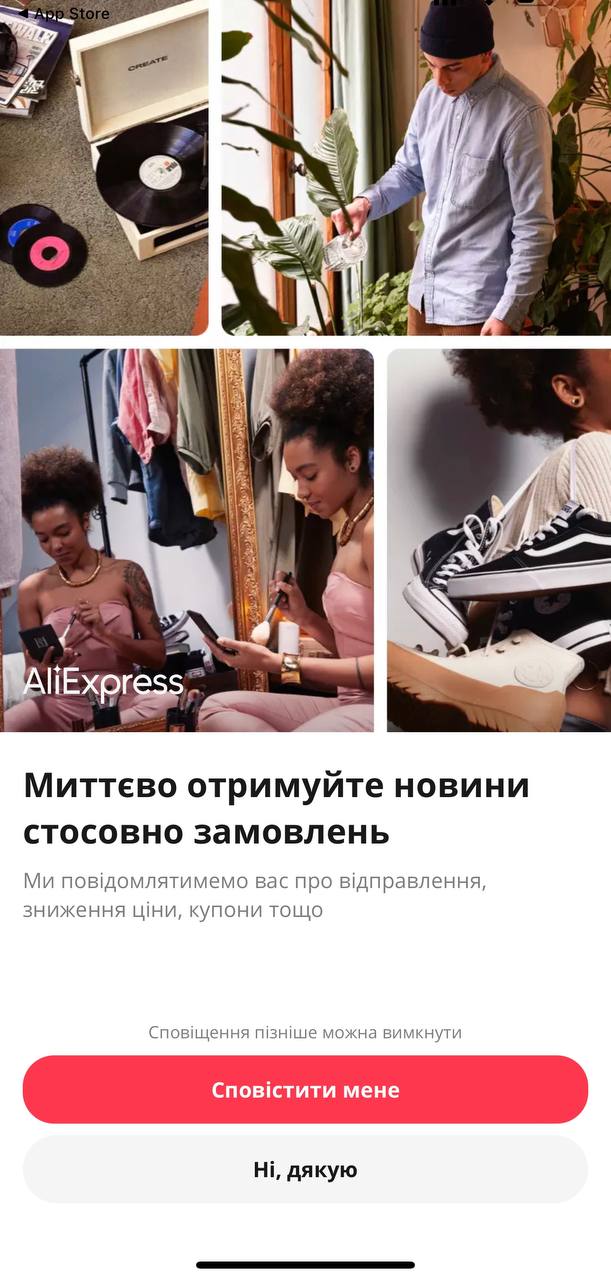 ◀ App Store
CREATE
AliExpress
Миттєво отримуйте новини
стосовно замовлень
Ми повідомлятимемо вас про відправлення,
зниження ціни, купони тощо
Сповіщення пізніше можна вимкнути
Сповістити мене
Ні, дякую